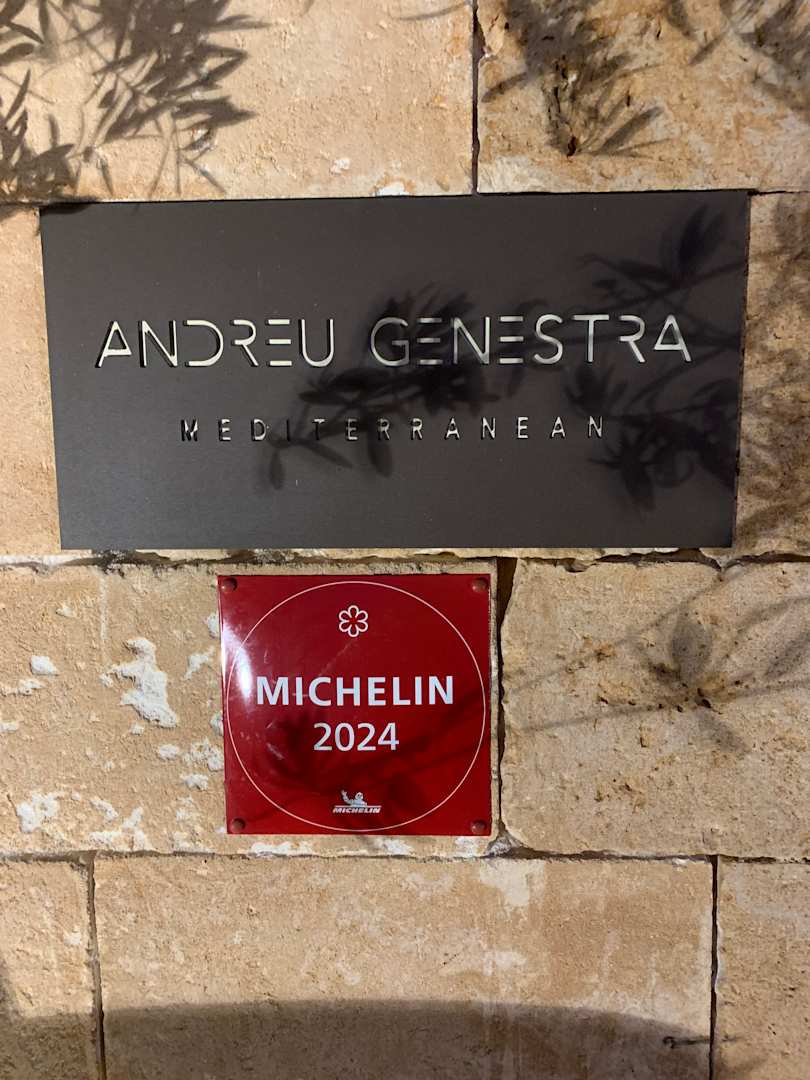 ANDREU GENESTRA
MEDITERRANEAN
MICHELIN
2024
MICHELIN